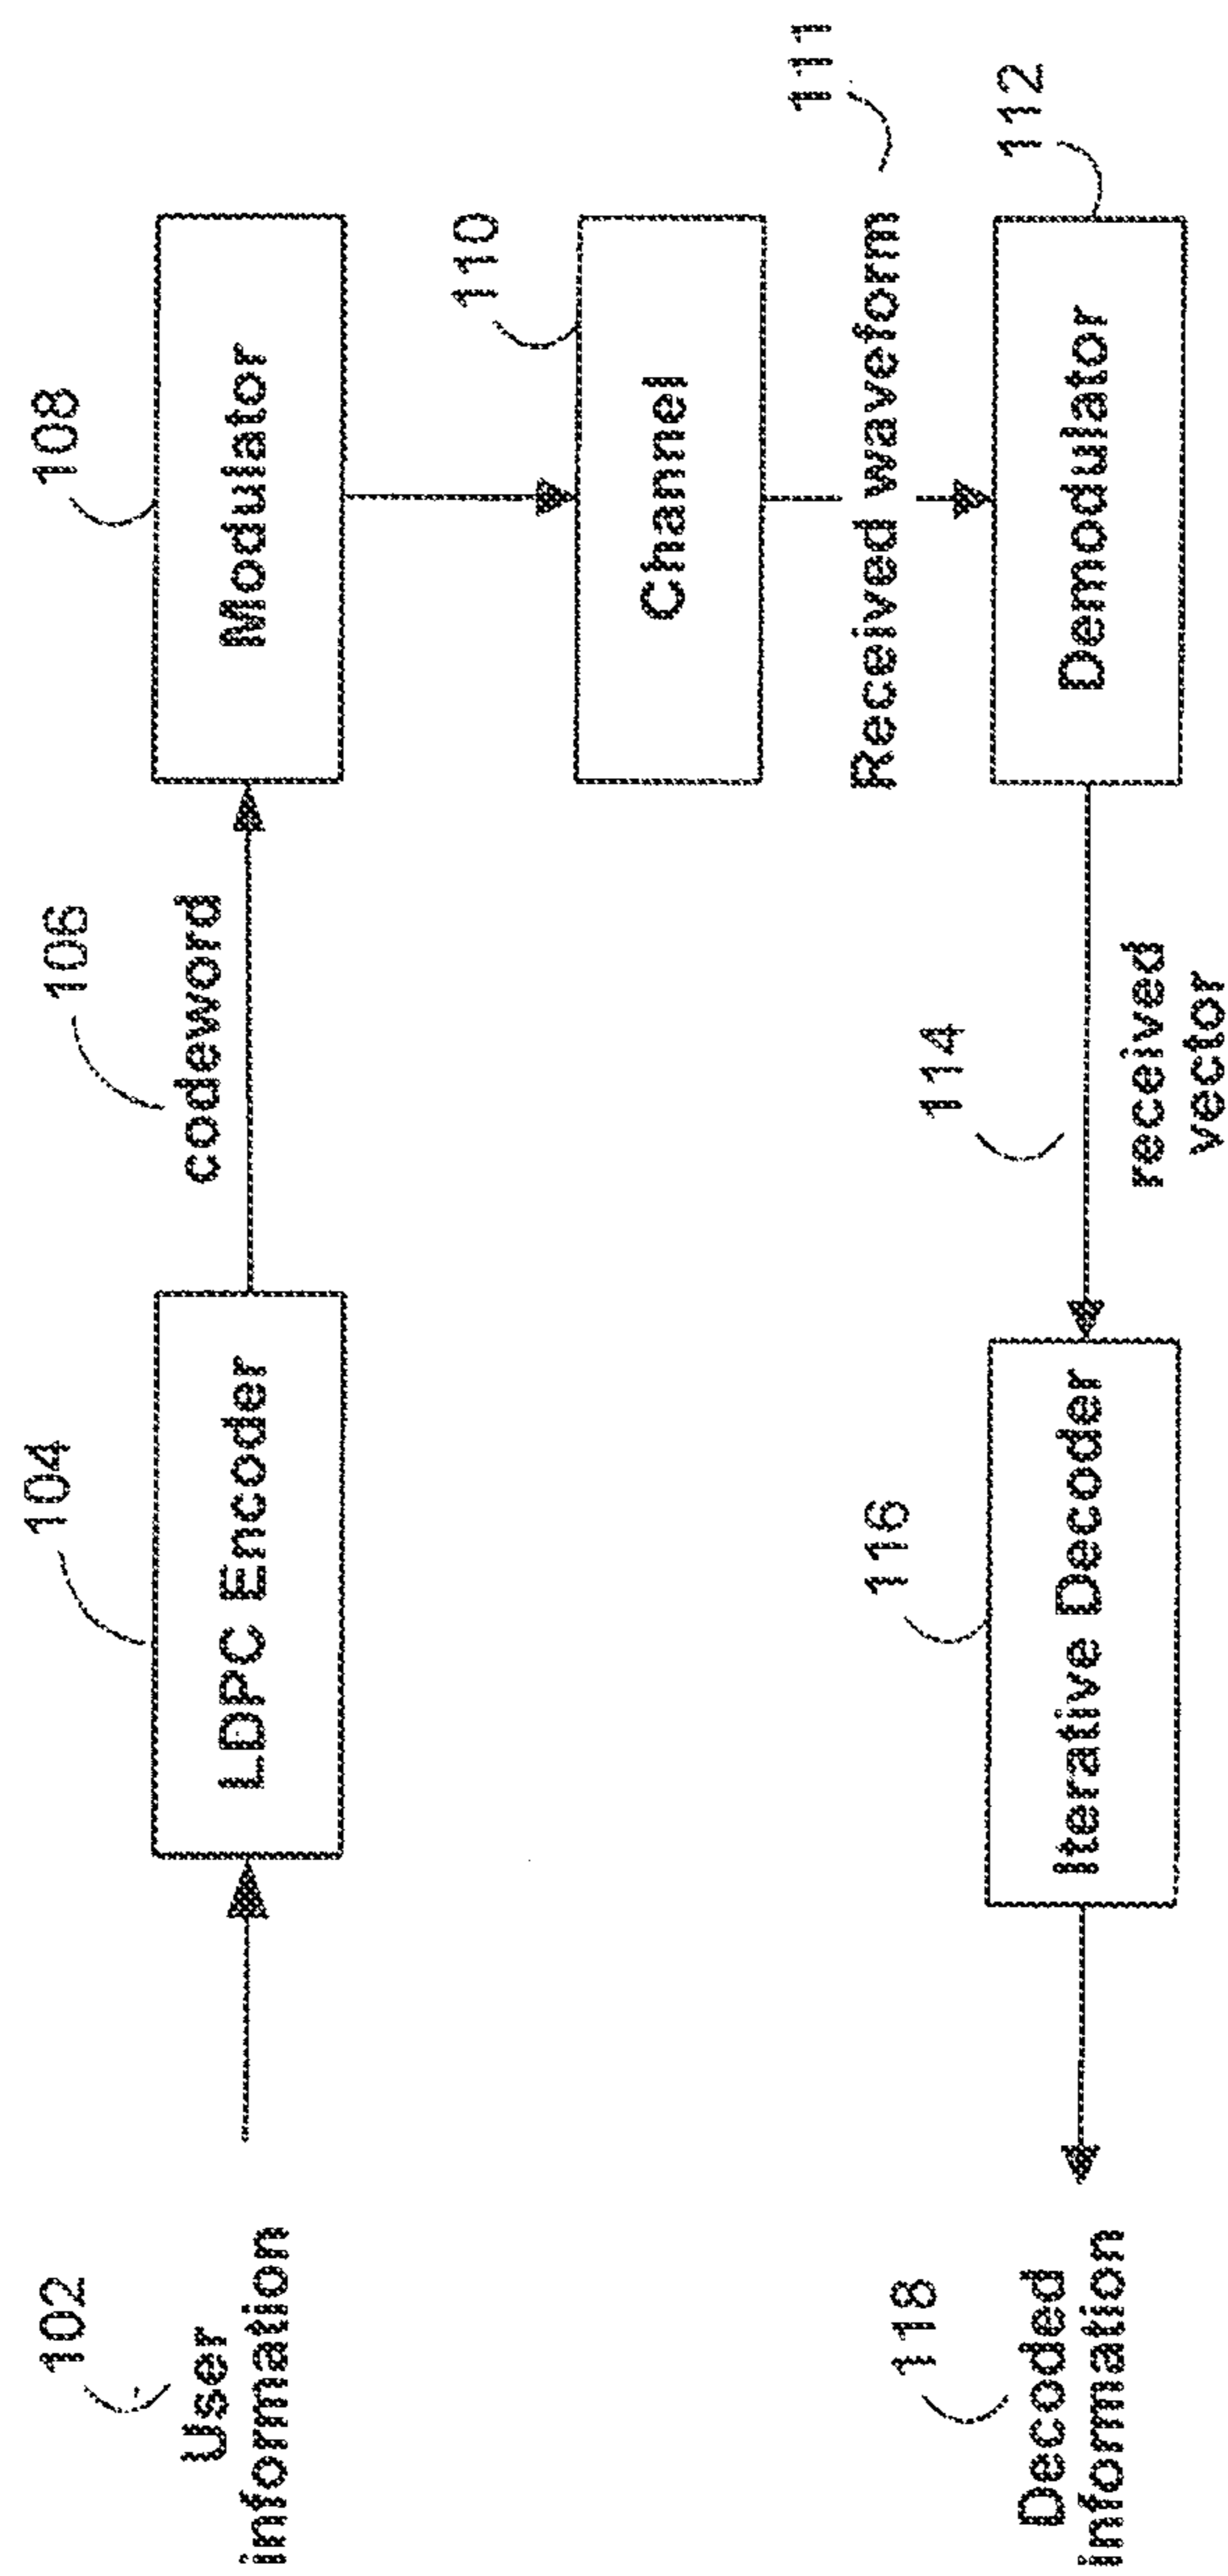 102
User
information
104
LDPC Encoder
106
codeword
108
Modulator
110
Channel
Received waveform
111
112
Demodulator
114
received
vector
116
Iterative Decoder
118
Decoded
information